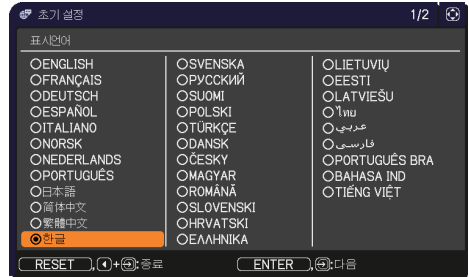 초기 설정 1/2
표시언어
ENGLISH
FRANÇAIS
DEUTSCH
ESPAÑOL
ITALIANO
NORSK
NEDERLANDS
PORTUGUÊS
日本語
简体中文
繁體中文
한글
SVENSKA
РУССКИЙ
SUOMI
POLSKI
TÜRKÇE
DANSK
ČESKY
MAGYAR
ROMÂNĂ
SLOVENSKI
HRVATSKI
ΕΛΛΗΝΙΚΑ
LIETUVIŲ
EESTI
LATVIEŠU
ไทย
عربي
فارسی
PORTUGUÊS BRA
BAHASA IND
TIẾNG VIỆT
RESET ,+:종료 ENTER ,:다음